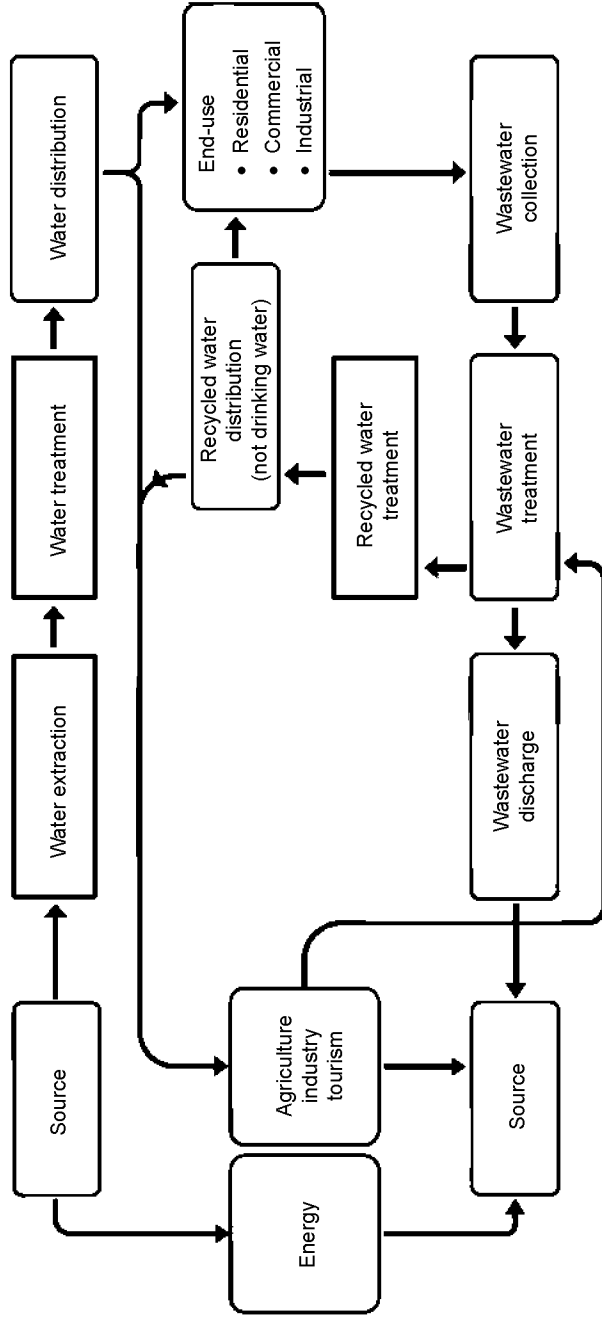 Source
Water extraction
Water treatment
Water distribution
Energy
Agriculture
industry
tourism
Recycled water
distribution
(not drinking water)
End-use
• Residential
• Commercial
• Industrial
Recycled water
treatment
Source
Wastewater
discharge
Wastewater
treatment
Wastewater
collection